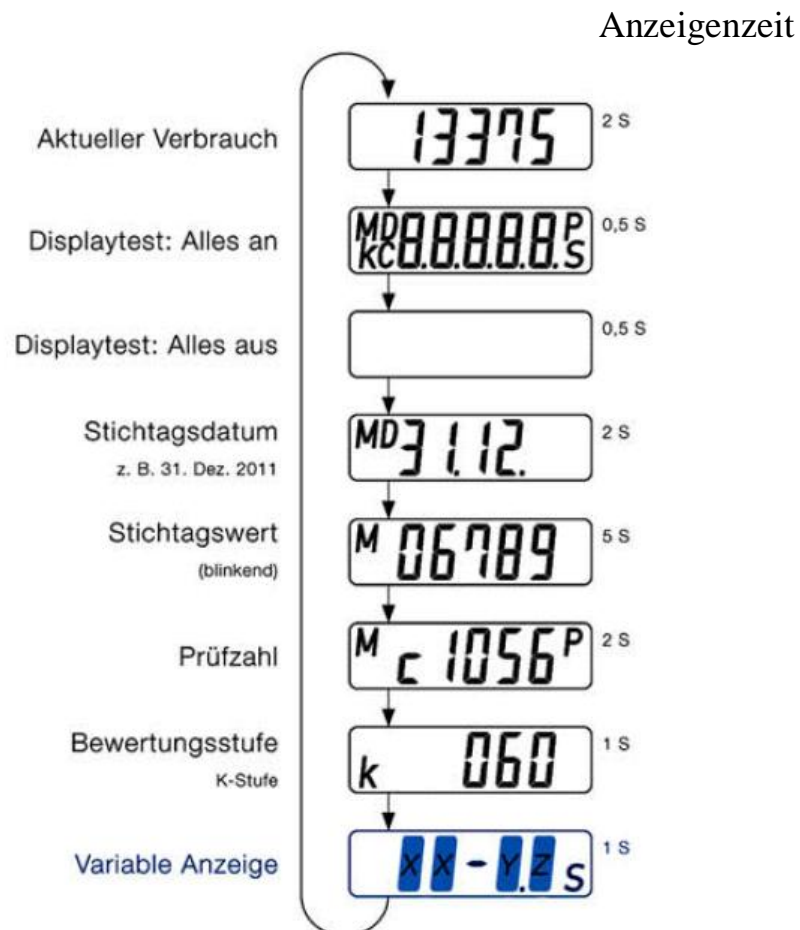 Anzeigenzeit
Aktueller Verbrauch
13375
2 S
Displaytest: Alles an
MD
KC
8.8.8.8.8.
P
S
0,5 S
Displaytest: Alles aus
0,5 S
Stichtagsdatum
z. B. 31. Dez. 2011
MD 31.12.
2 S
Stichtagswert
(blinkend)
M 06789
5 S
Prüfzahl
M c 1056 P
2 S
Bewertungsstufe
K-Stufe
k 060
1 S
Variable Anzeige
XX-Y.Z S
1 S